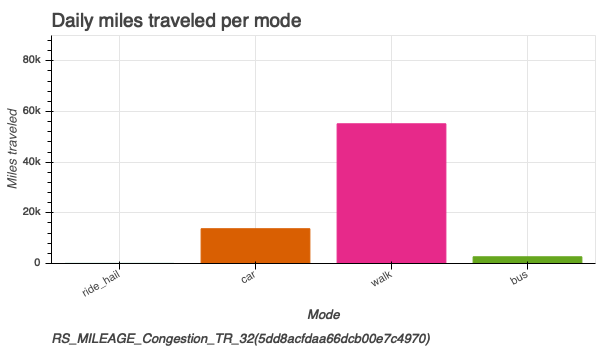 Daily miles traveled per mode
80k
60k
40k
20k
0
Miles traveled
ride_hail
car
walk
bus
Mode
RS_MILEAGE_Congestion_TR_32(5dd8acfdaa66dcb00e7c4970)